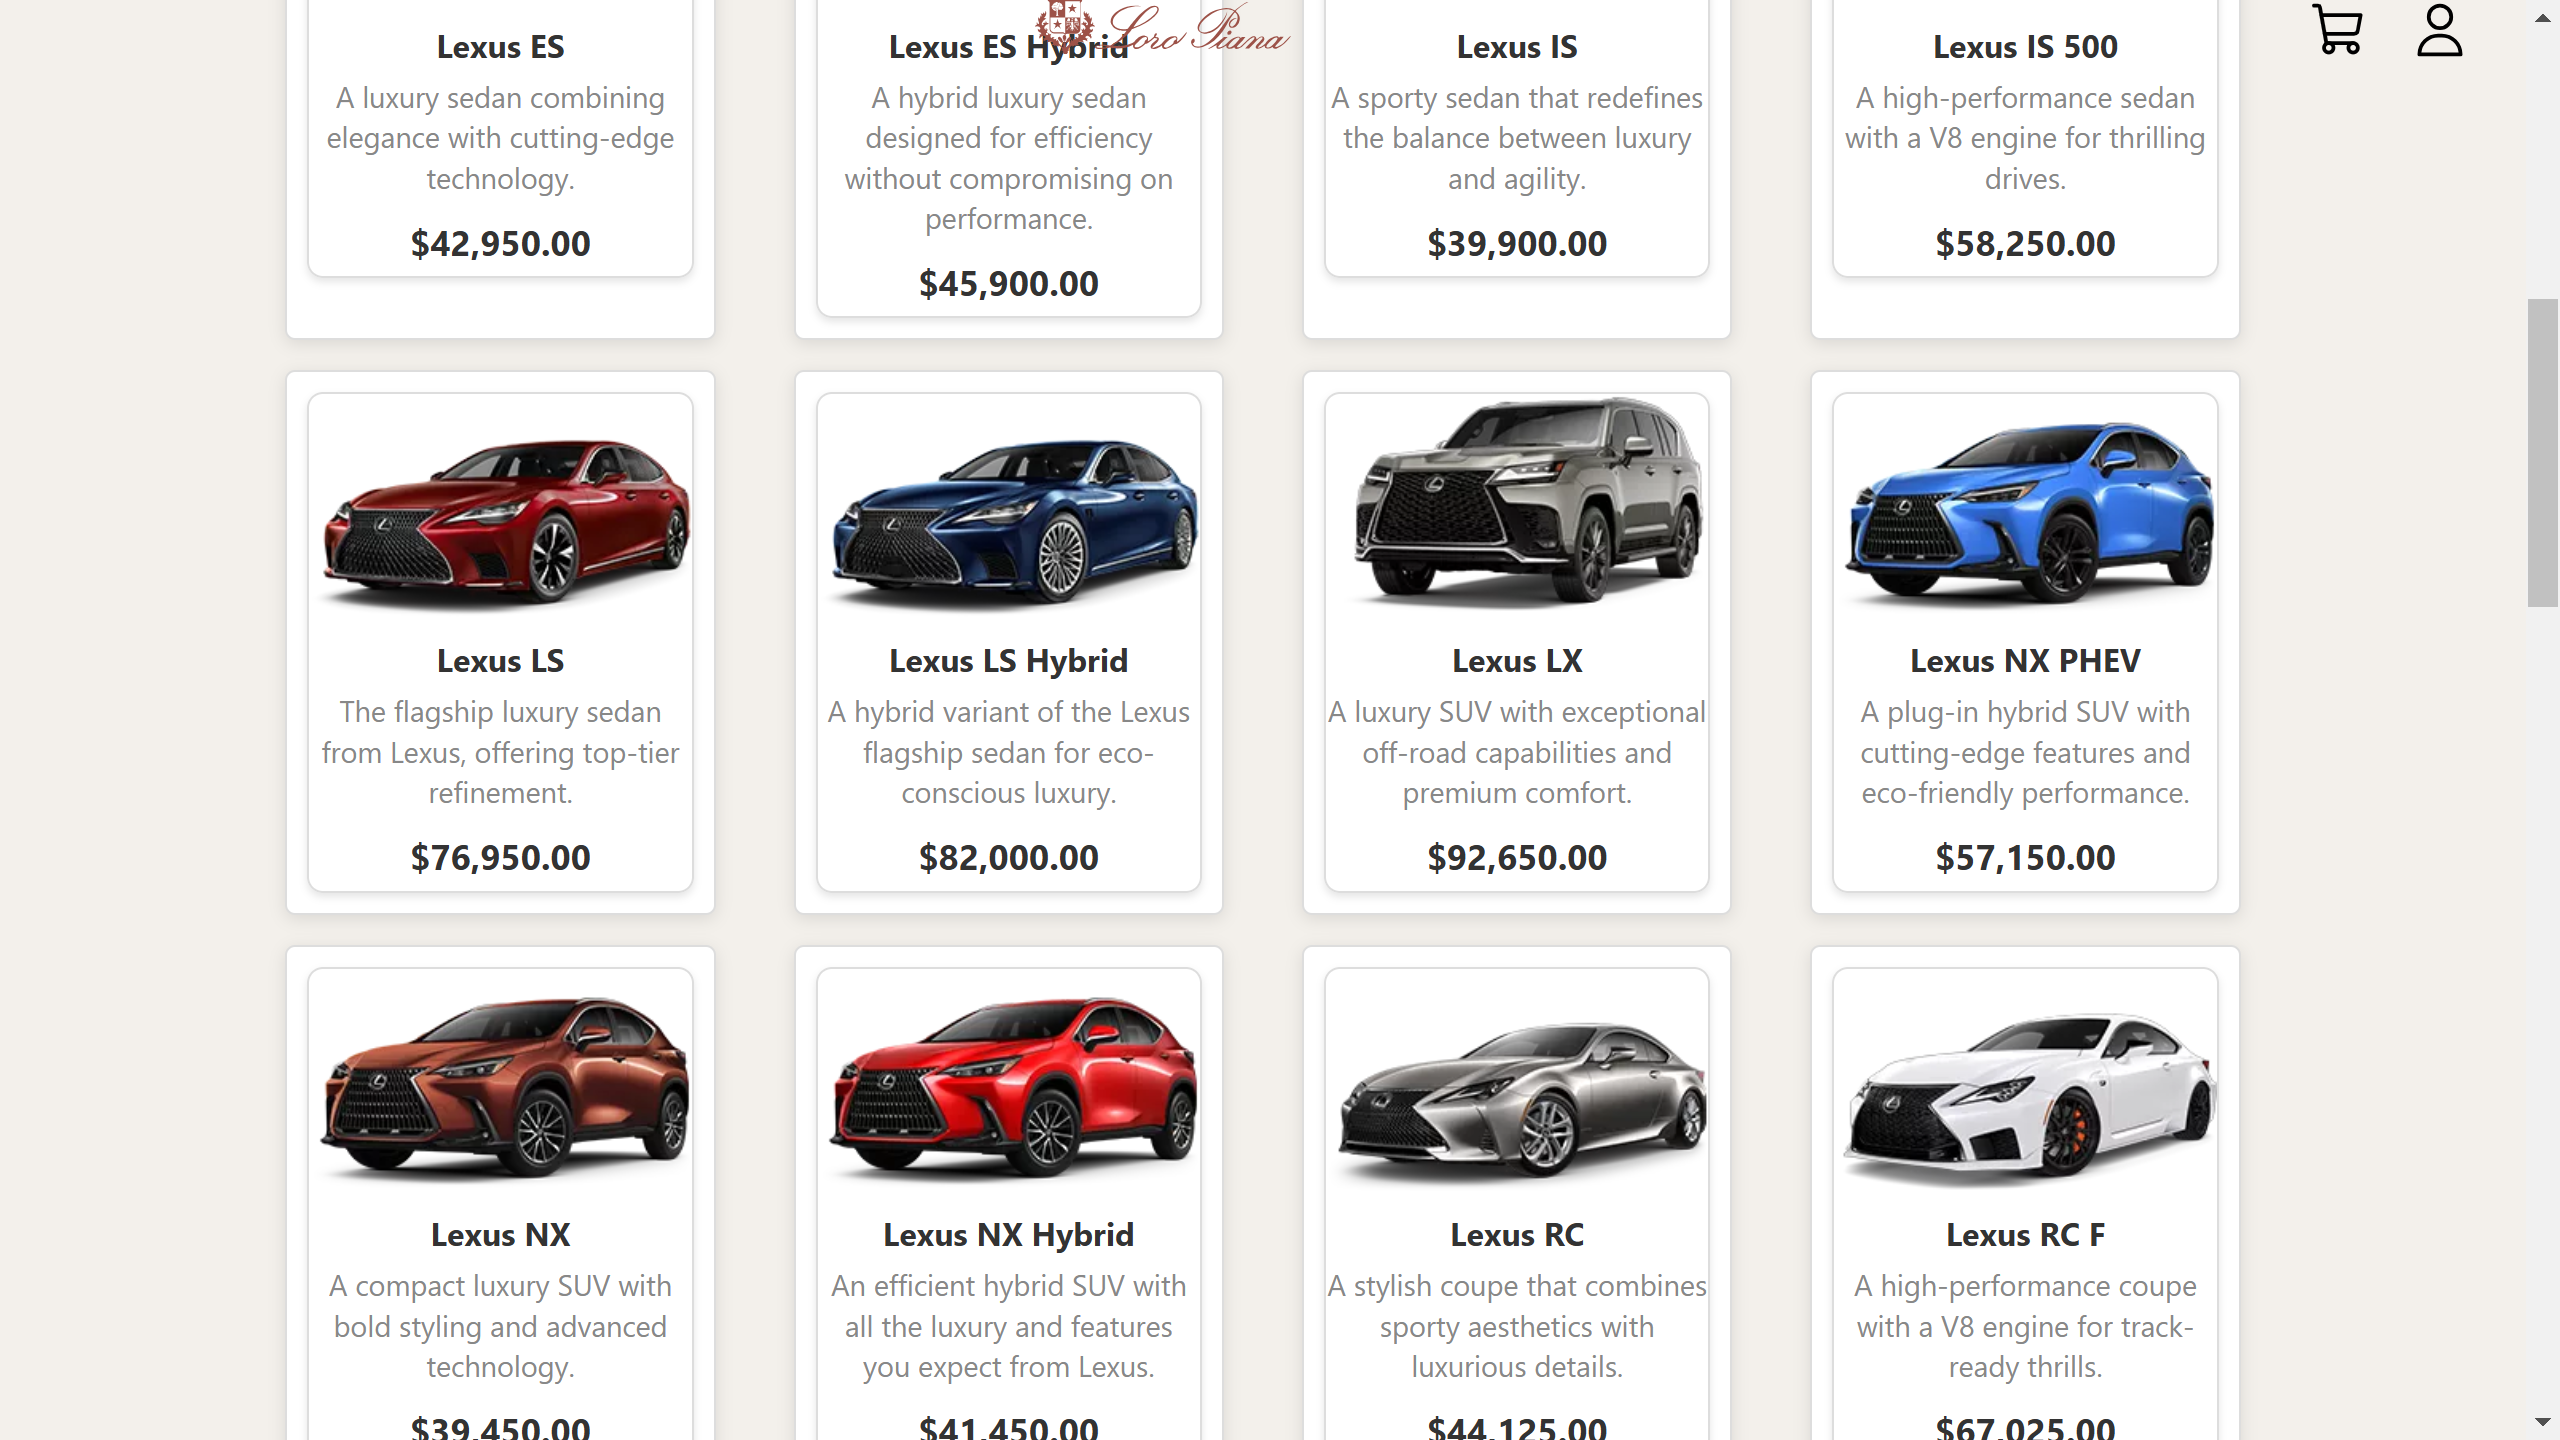 Loro Piana
Lexus ES
A luxury sedan combining
elegance with cutting-edge
technology.
$42,950.00
Lexus ES Hybrid
A hybrid luxury sedan
designed for efficiency
without compromising on
performance.
$45,900.00
Lexus IS
A sporty sedan that redefines
the balance between luxury
and agility.
$39,900.00
Lexus IS 500
A high-performance sedan
with a V8 engine for thrilling
drives.
$58,250.00
Lexus LS
The flagship luxury sedan
from Lexus, offering top-tier
refinement.
$76,950.00
Lexus LS Hybrid
A hybrid variant of the Lexus
flagship sedan for eco-
conscious luxury.
$82,000.00
Lexus LX
A luxury SUV with exceptional
off-road capabilities and
premium comfort.
$92,650.00
Lexus NX PHEV
A plug-in hybrid SUV with
cutting-edge features and
eco-friendly performance.
$57,150.00
Lexus NX
A compact luxury SUV with
bold styling and advanced
technology.
$39,450.00
Lexus NX Hybrid
An efficient hybrid SUV with
all the luxury and features
you expect from Lexus.
$41,450.00
Lexus RC
A stylish coupe that combines
sporty aesthetics with
luxurious details.
$44,125.00
Lexus RC F
A high-performance coupe
with a V8 engine for track-
ready thrills.
$67,025.00